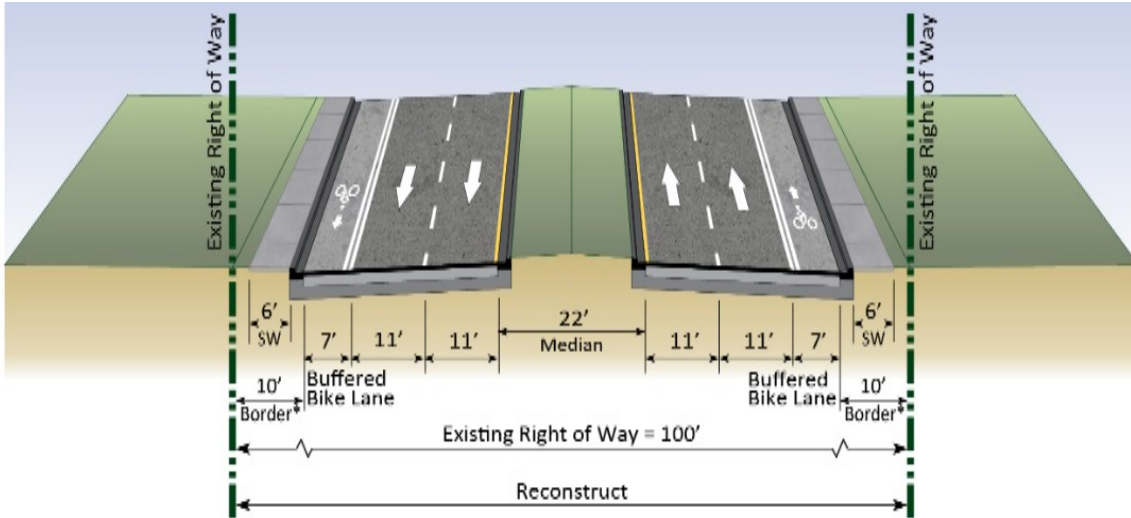 Existing Right of Way
Existing Right of Way
6’
SW
7’
11’
11’
22’
Median
11’
11’
7’
6’
SW
Buffered
Bike Lane
Buffered
Bike Lane
10’
Border*
10’
Border*
Existing Right of Way = 100’
Reconstruct